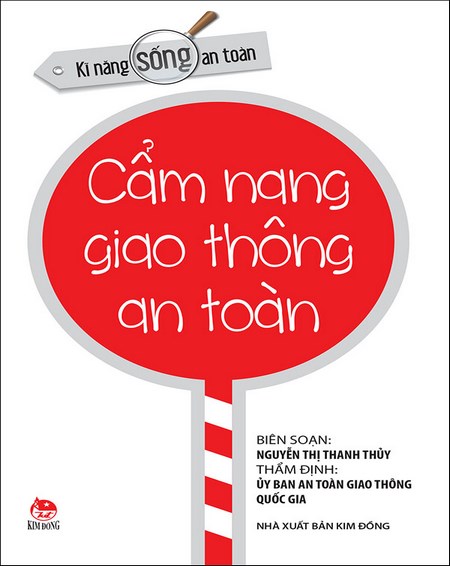 Kĩ năng sống an toàn
Cẩm nang
giao thông
an toàn
BIÊN SOẠN:
NGUYỄN THỊ THANH THỦY
THẨM ĐỊNH:
ỦY BAN AN TOÀN GIAO THÔNG
QUỐC GIA
NHÀ XUẤT BẢN KIM ĐỒNG
KIM ĐỒNG